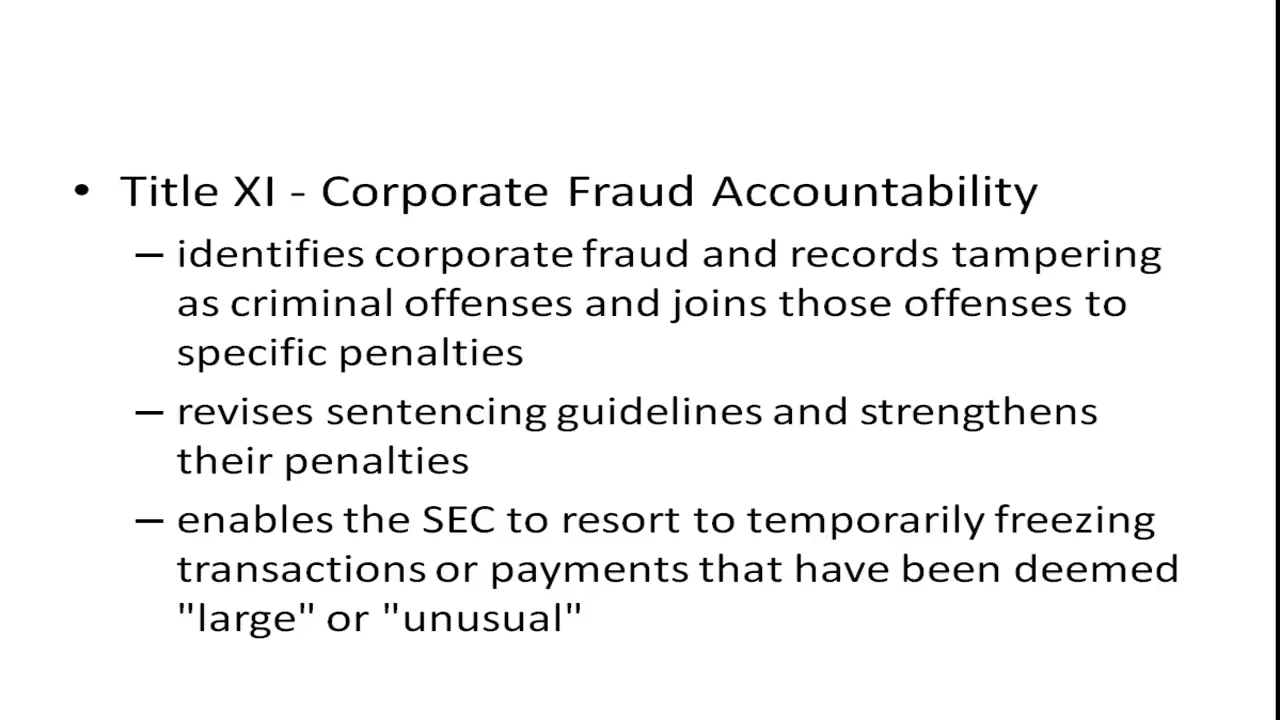 • Title XI - Corporate Fraud Accountability
– identifies corporate fraud and records tampering
as criminal offenses and joins those offenses to
specific penalties
– revises sentencing guidelines and strengthens
their penalties
– enables the SEC to resort to temporarily freezing
transactions or payments that have been deemed
"large" or "unusual"